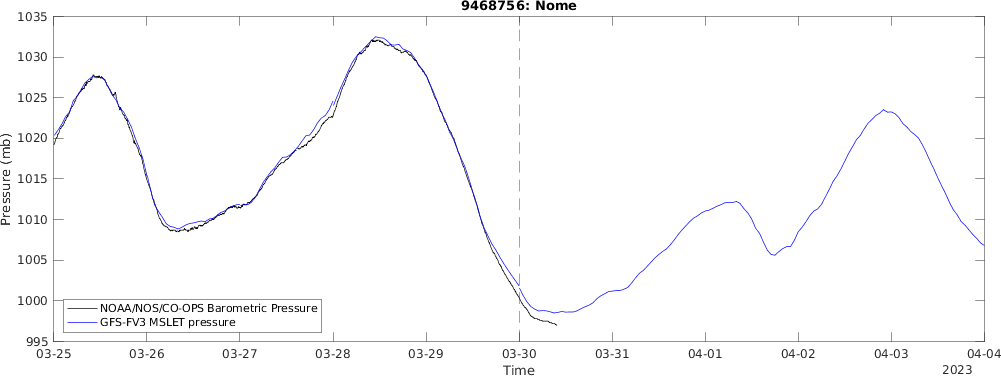 9468756: Nome
1035
1030
1025
1020
1015
1010
1005
1000
995
Pressure (mb)
NOAA/NOS/CO-OPS Barometric Pressure
GFS-FV3 MSLET pressure
03-25 03-26 03-27 03-28 03-29 03-30 03-31 04-01 04-02 04-03 04-04
Time
2023